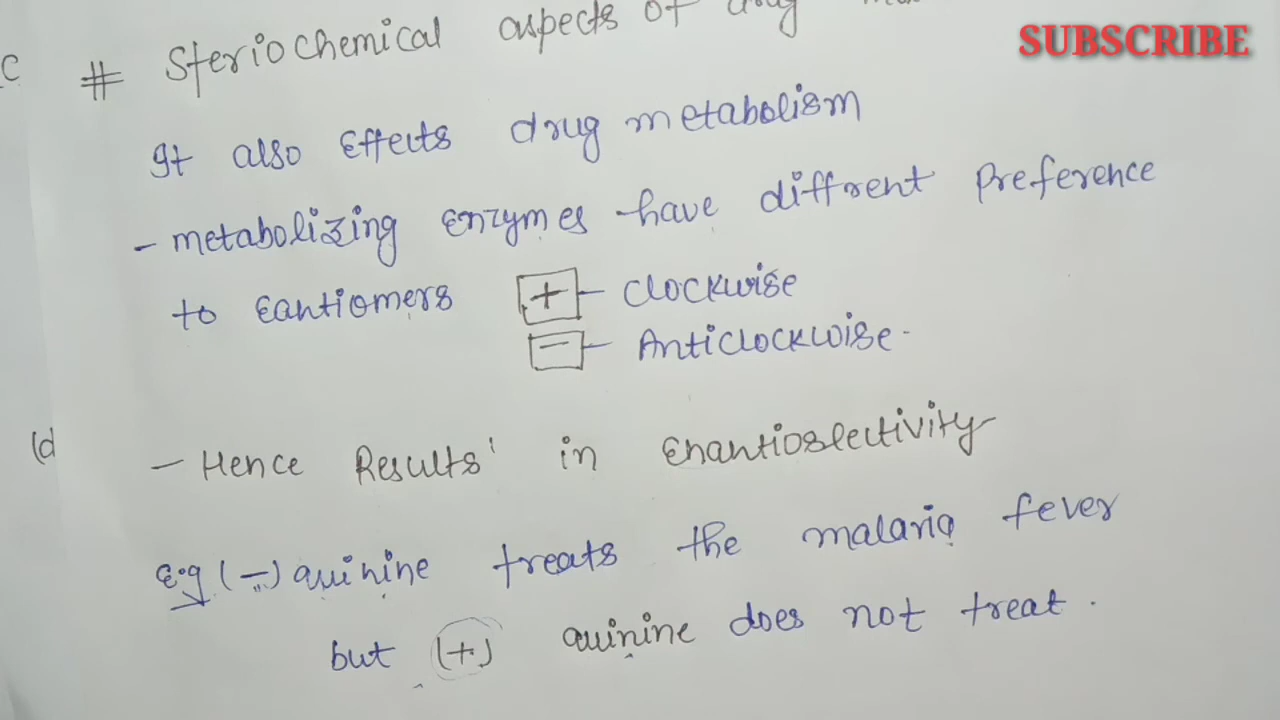 SUBSCRIBE
c # Steriochemical aspects of drug
It also Effects drug metabolism
- metabolizing Enzymes have diffrent Preference
to Eantiomers + - Clockwise
- - Anticlockwise.
(d
- Hence Results' in Enantioslectivity
E.g (-) quinine treats the malaria fever
but (+) quinine does not treat.